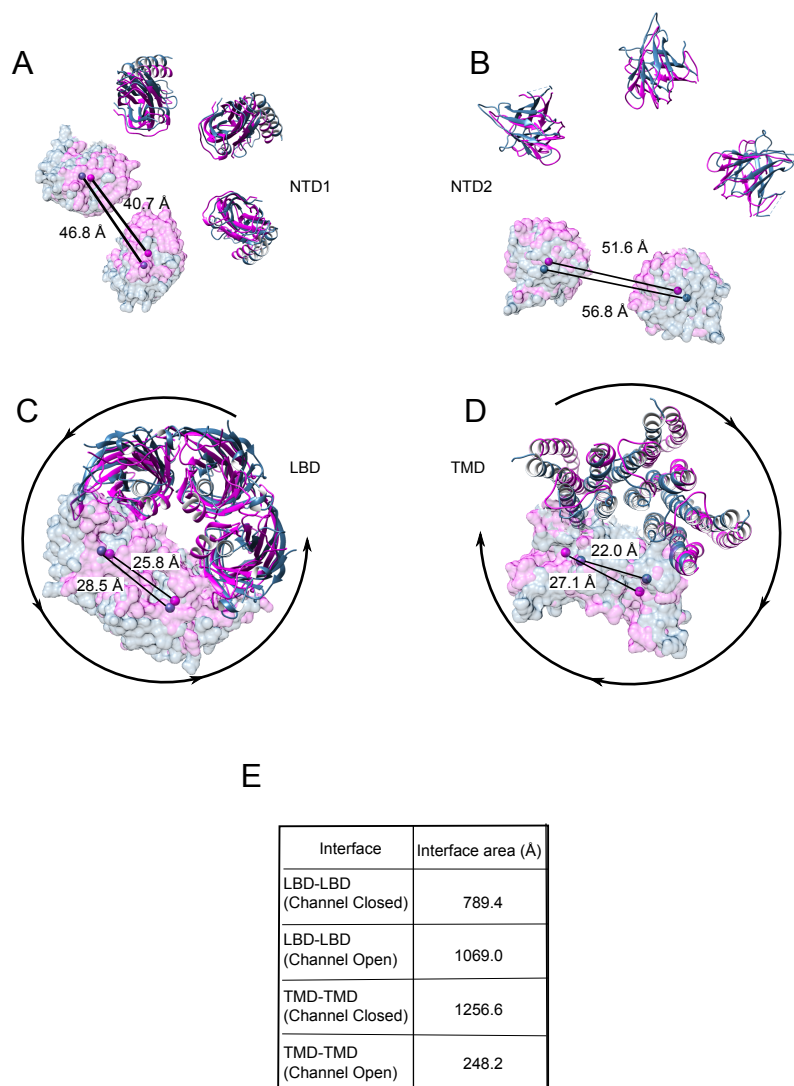 A
B
NTD1
NTD2
40.7 Å
46.8 Å
51.6 Å
56.8 Å
C
D
LBD
TMD
25.8 Å
28.5 Å
22.0 Å
27.1 Å
E
Interface Interface area (Å)
LBD-LBD
(Channel Closed) 789.4
LBD-LBD
(Channel Open) 1069.0
TMD-TMD
(Channel Closed) 1256.6
TMD-TMD
(Channel Open) 248.2